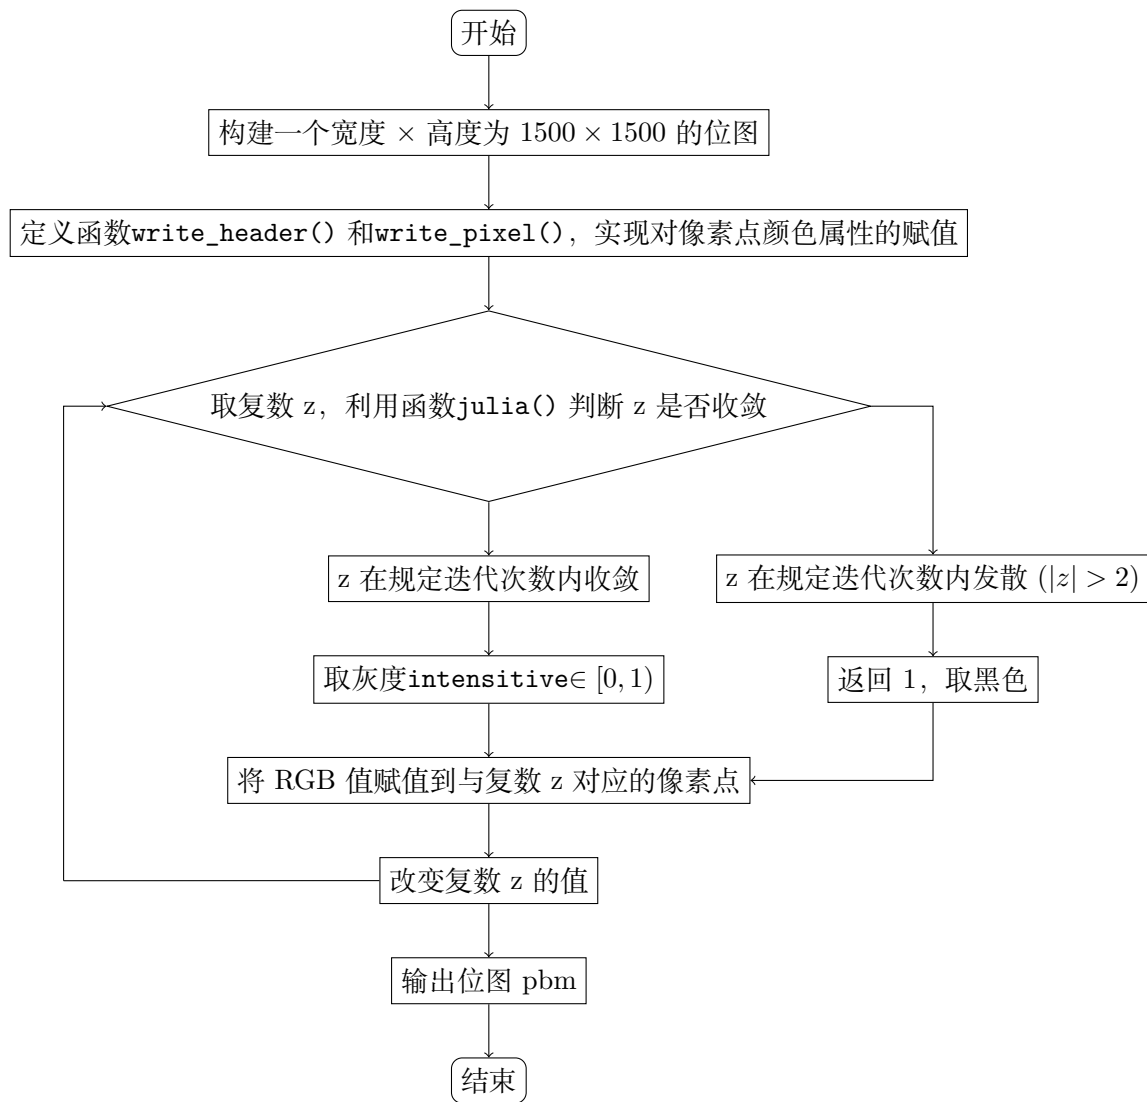 开始
构建一个宽度 × 高度为 1500 × 1500 的位图
定义函数write_header() 和write_pixel()，实现对像素点颜色属性的赋值
取复数 z，利用函数julia() 判断 z 是否收敛
z 在规定迭代次数内收敛
z 在规定迭代次数内发散 (|z| > 2)
取灰度intensitive∈ [0, 1)
返回 1，取黑色
将 RGB 值赋值到与复数 z 对应的像素点
改变复数 z 的值
输出位图 pbm
结束